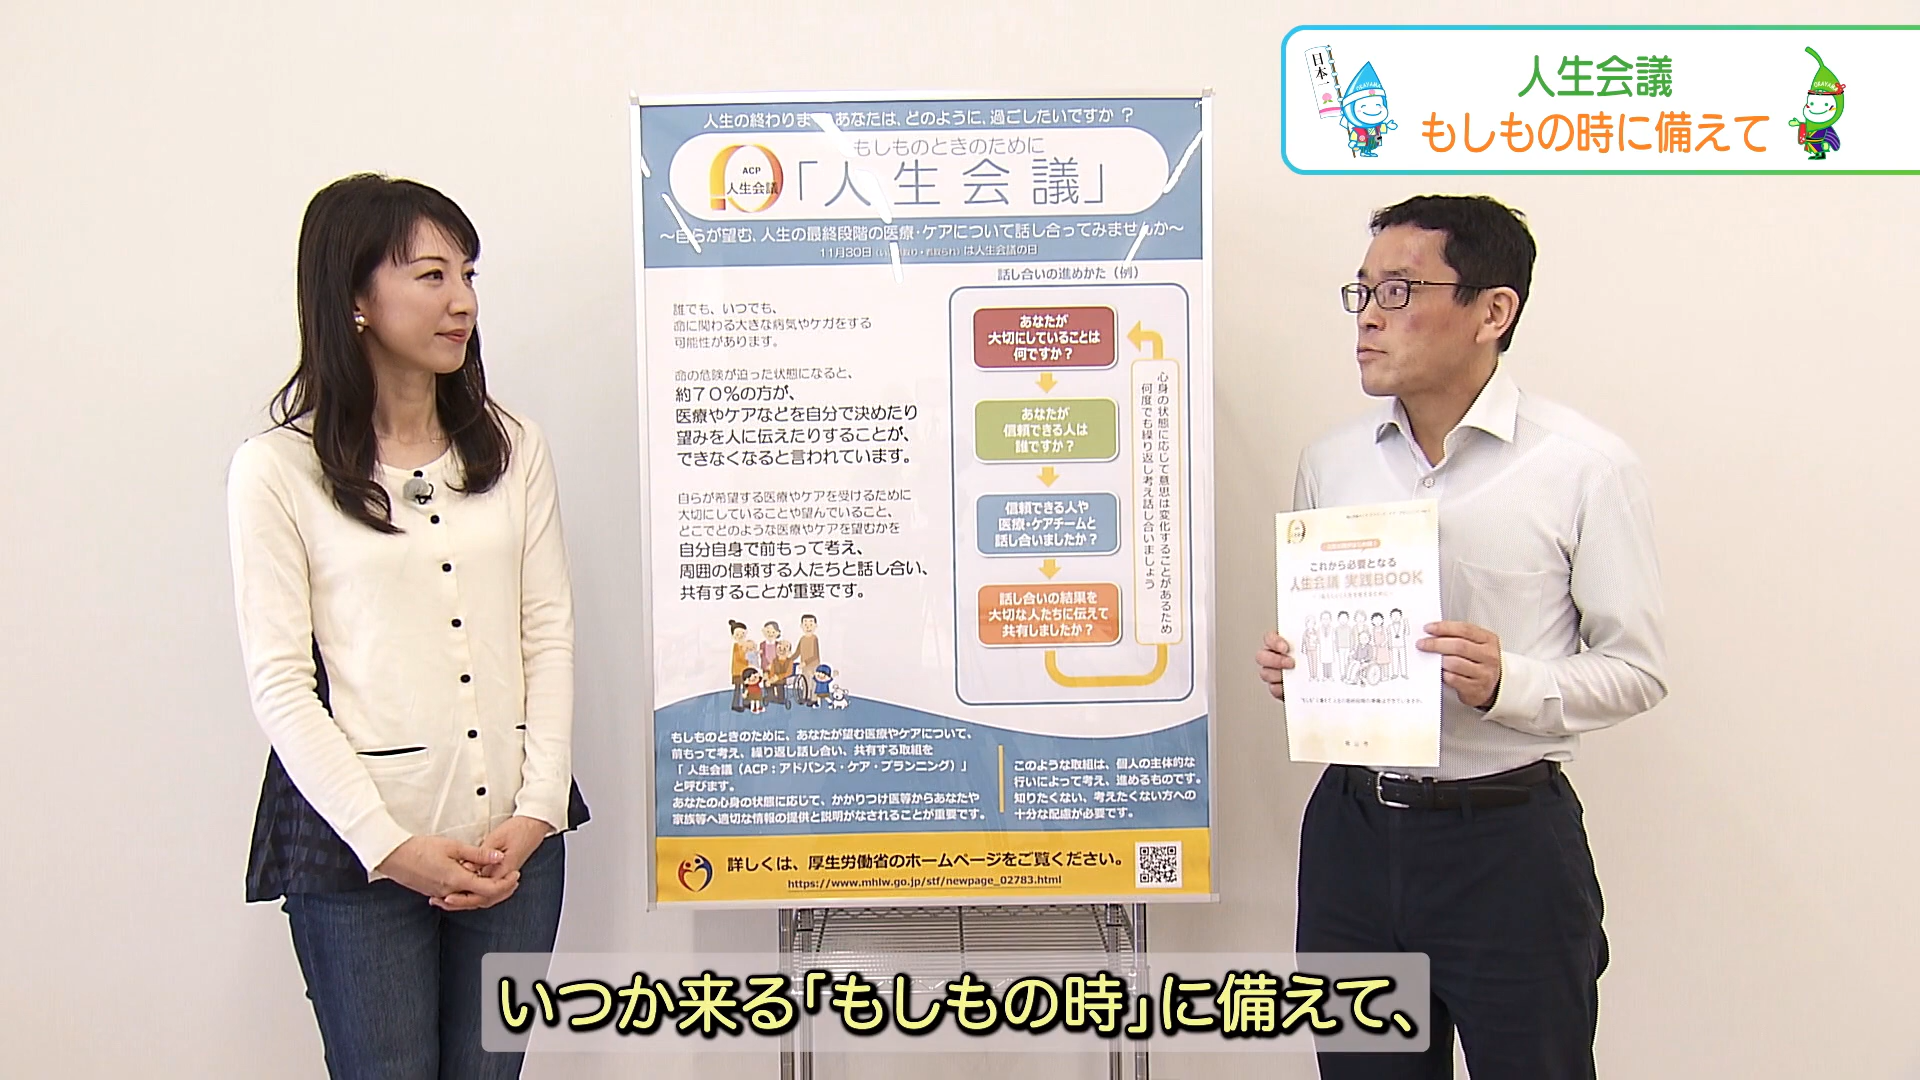 日本一
人生会議
もしもの時に備えて
人生の終わりま あなたは、どのように、過ごしたいですか？
もしものときのために
ACP
人生会議
「人生会議」
～自らが望む、人生の最終段階の医療・ケアについて話し合ってみませんか～
11月30日 は人生会議の日
誰でも、いつでも、
命に関わる大きな病気やケガをする
可能性があります。
命の危険が迫った状態になると、
約70％の方が、
医療やケアなどを自分で決めたり
望みを人に伝えたりすることが、
できなくなると言われています。
自らが希望する医療やケアを受けるために
大切にしていることや望んでいること、
どこでどのような医療やケアを望むかを
自分自身で前もって考え、
周囲の信頼する人たちと話し合い、
共有することが重要です。
話し合いの進めかた（例）
あなたが
大切にしていることは
何ですか？
あなたが
信頼できる人は
誰ですか？
信頼できる人や
医療・ケアチームと
話し合いましたか？
話し合いの結果を
大切な人たちに伝えて
共有しましたか？
心身の状態に応じて意思は変化することがあるため
何度でも繰り返し考え話し合いましょう
もしものときのために、あなたが望む医療やケアについて、
前もって考え、繰り返し話し合い、共有する取組を
「人生会議（ACP：アドバンス・ケア・プランニング）」
と呼びます。
あなたの心身の状態に応じて、かかりつけ医等からあなたや
家族等へ適切な情報の提供と説明がなされることが重要です。
このような取組は、個人の主体的な
行いによって考え、進めるものです。
知りたくない、考えたくない方への
十分な配慮が必要です。
詳しくは、厚生労働省のホームページをご覧ください。
https://www.mhlw.go.jp/stf/newpage_02783.html
これから必要となる
人生会議 実践BOOK
いつか来る「もしもの時」に備えて、